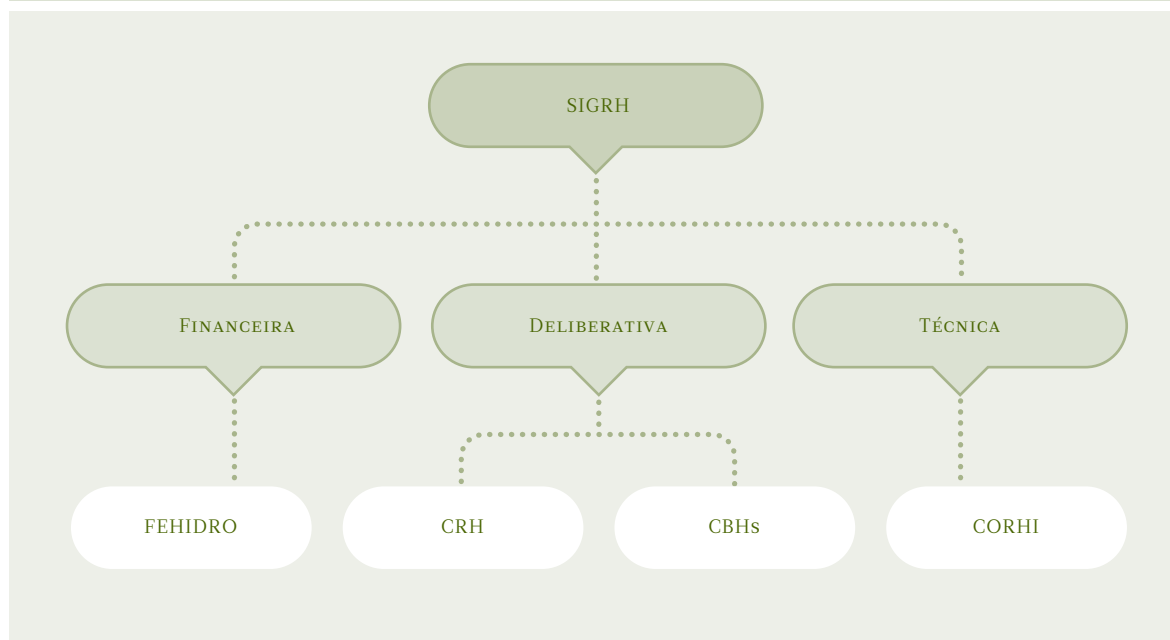 SIGRH
Financeira
Deliberativa
Técnica
FEHIDRO
CRH
CBHs
CORHI